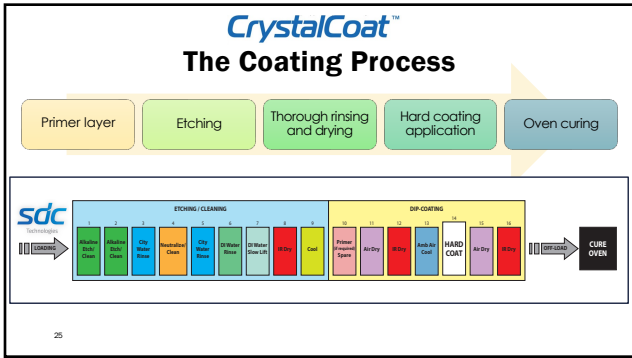 CrystalCoat™
The Coating Process
Primer layer
Etching
Thorough rinsing
and drying
Hard coating
application
Oven curing
sdc
Technologies
LOADING
ETCHING / CLEANING
1
Alkaline
Etch/
Clean
2
Alkaline
Etch/
Clean
3
City
Water
Rinse
4
Neutralize/
Clean
5
City
Water
Rinse
6
DI Water
Rinse
7
DI Water
Slow Lift
8
IR Dry
9
Cool
DIP-COATING
10
Primer
(if required)
Spare
11
Air Dry
12
IR Dry
13
Amb Air
Cool
14
HARD
COAT
15
Air Dry
16
IR Dry
OFF-LOAD
CURE
OVEN
25